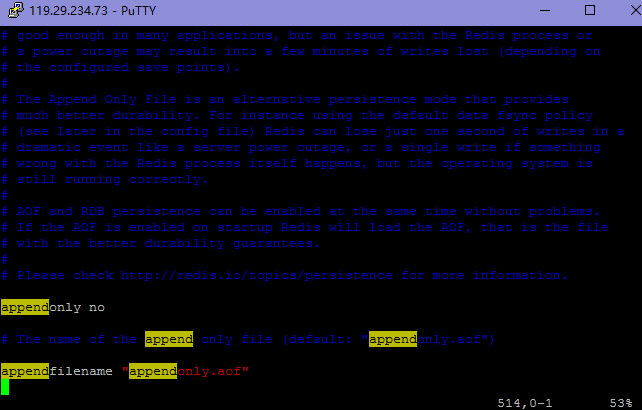 119.29.234.73 - PuTTY
# good enough in many applications, but an issue with the Redis process or
# a power outage may result into a few minutes of writes lost (depending on
# the configured save points).
#
# The Append Only File is an alternative persistence mode that provides
# much better durability. For instance using the default data fsync policy
# (see later in the config file) Redis can lose just one second of writes in a
# dramatic event like a server power outage, or a single write if something
# wrong with the Redis process itself happens, but the operating system is
# still running correctly.
#
# AOF and RDB persistence can be enabled at the same time without problems.
# If the AOF is enabled on startup Redis will load the AOF, that is the file
# with the better durability guarantees.
#
# Please check http://redis.io/topics/persistence for more information.
appendonly no
# The name of the append only file (default: "appendonly.aof")
appendfilename "appendonly.aof"
514,0-1 53%